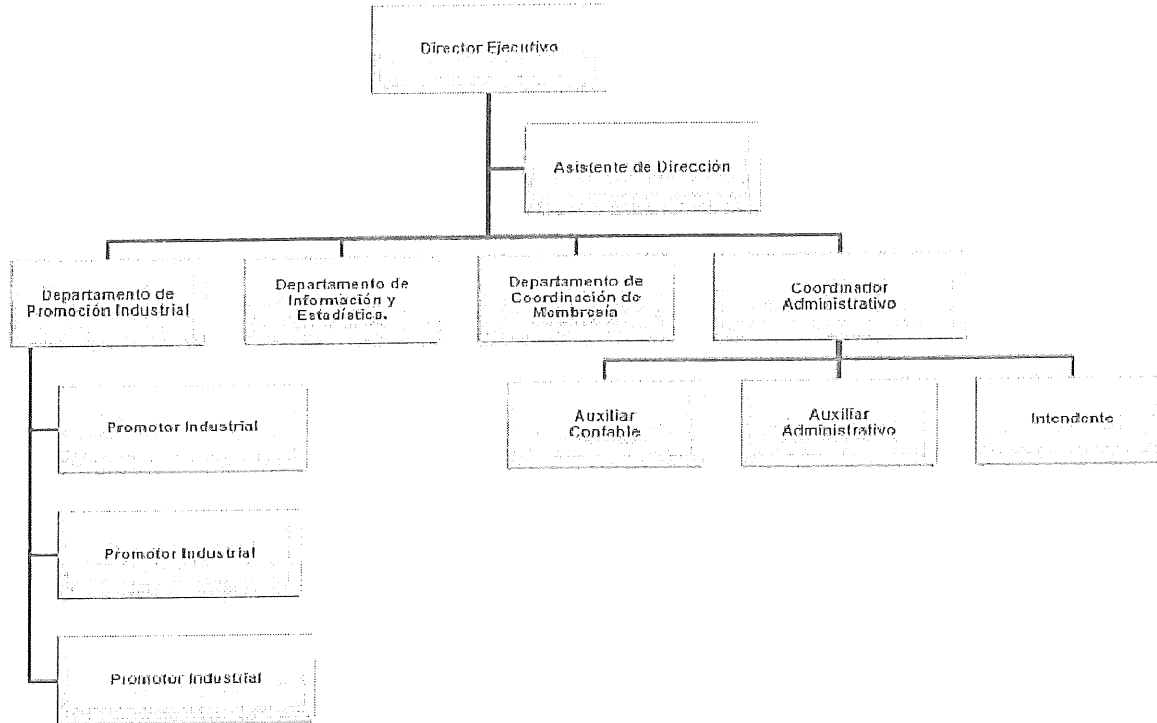 Director Ejecutivo
Asistente de Dirección
Departamento de
Promoción Industrial
Departamento de
Información y
Estadística.
Departamento de
Coordinación de
Membresía
Coordinador
Administrativo
Auxiliar
Contable
Auxiliar
Administrativo
Intendente
Promotor Industrial
Promotor Industrial
Promotor Industrial